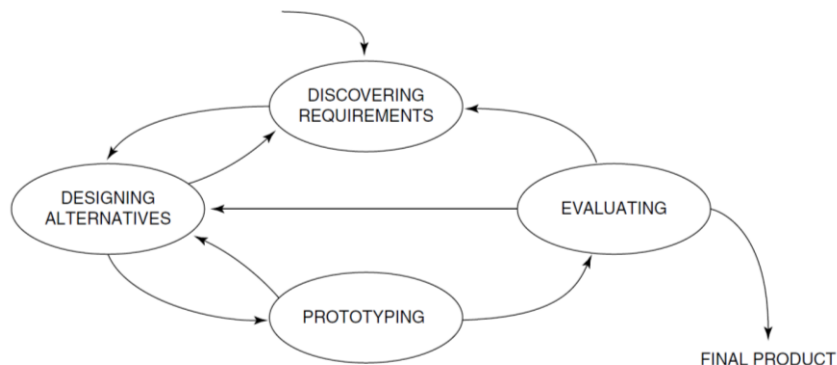 DISCOVERING
REQUIREMENTS
DESIGNING
ALTERNATIVES
EVALUATING
PROTOTYPING
FINAL PRODUCT